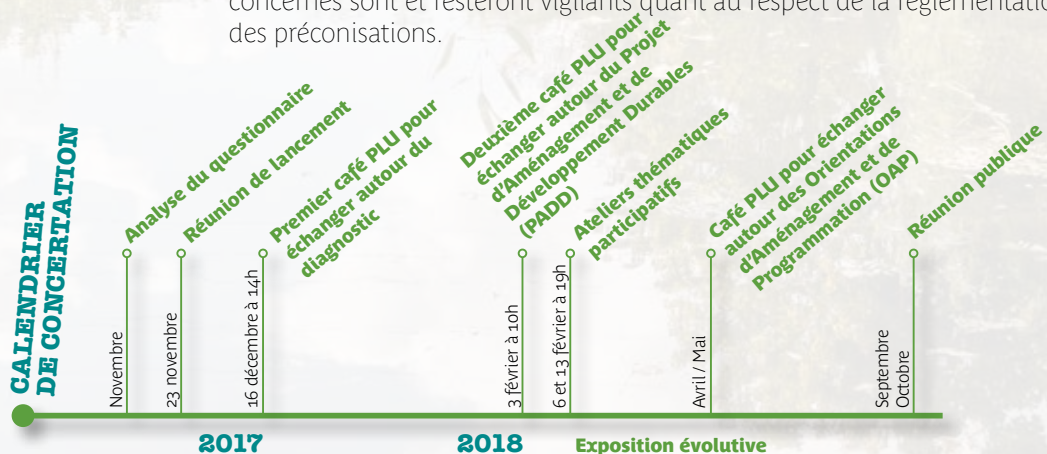 concernés sont et resteront vigilants quant au respect de la réglementatio
des préconisations.
CALENDRIER
DE CONCERTATION
Novembre
Analyse du questionnaire
23 novembre
Réunion de lancement
16 décembre à 14h
Premier café PLU pour
échanger autour du
diagnostic
3 février à 10h
Deuxième café PLU pour
échanger autour du Projet
d'Aménagement et de
Développement Durables
(PADD)
6 et 13 février à 19h
Ateliers thématiques
participatifs
Avril / Mai
Café PLU pour échanger
autour des Orientations
d'Aménagement et de
Programmation (OAP)
Septembre
Octobre
Réunion publique
2017
2018
Exposition évolutive